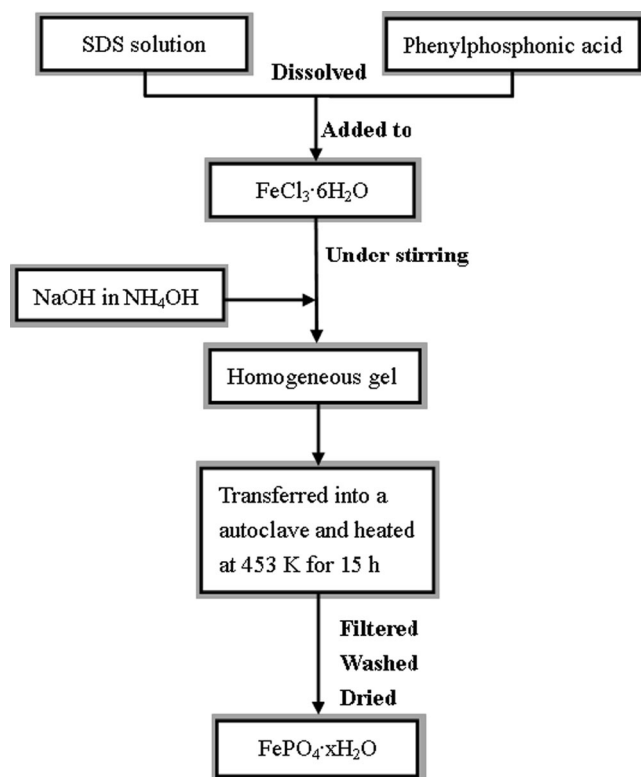 SDS solution
Phenylphosphonic acid
Dissolved
Added to
FeCl₃·6H₂O
Under stirring
NaOH in NH₄OH
Homogeneous gel
Transferred into a
autoclave and heated
at 453 K for 15 h
Filtered
Washed
Dried
FePO₄·xH₂O